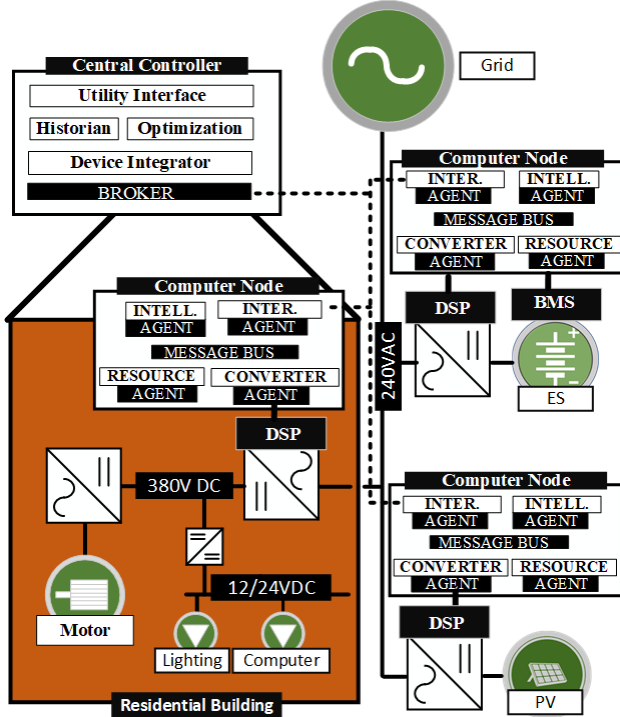 Central Controller
Utility Interface
Historian
Optimization
Device Integrator
BROKER
Grid
Computer Node
INTER.
AGENT
INTELL.
AGENT
MESSAGE BUS
CONVERTER
AGENT
RESOURCE
AGENT
DSP
BMS
ES
240VAC
Computer Node
INTELL.
AGENT
INTER.
AGENT
MESSAGE BUS
RESOURCE
AGENT
CONVERTER
AGENT
DSP
380V DC
12/24VDC
Motor
Lighting
Computer
Residential Building
Computer Node
INTER.
AGENT
INTELL.
AGENT
MESSAGE BUS
CONVERTER
AGENT
RESOURCE
AGENT
DSP
PV